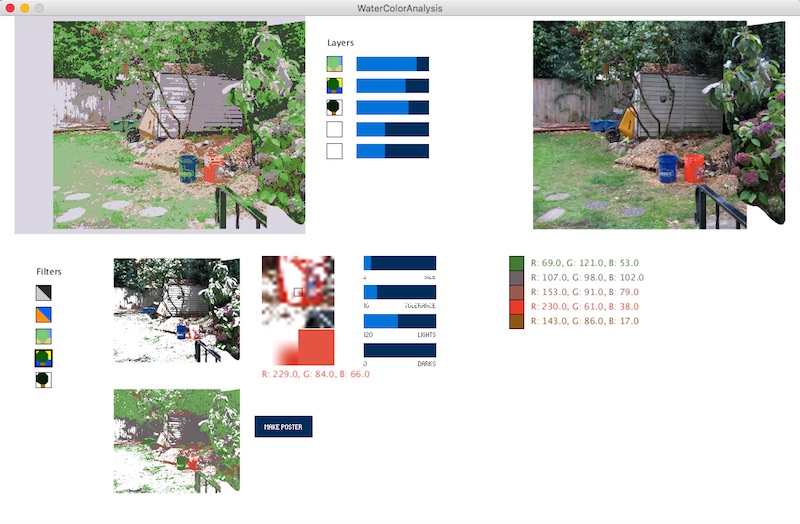 WaterColorAnalysis
Layers
Filters
SIZE
TOLERANCE
120 LIGHTS
0 DARKS
R: 229.0, G: 84.0, B: 66.0
MAKE POSTER
R: 69.0, G: 121.0, B: 53.0
R: 107.0, G: 98.0, B: 102.0
R: 153.0, G: 91.0, B: 79.0
R: 230.0, G: 61.0, B: 38.0
R: 143.0, G: 86.0, B: 17.0